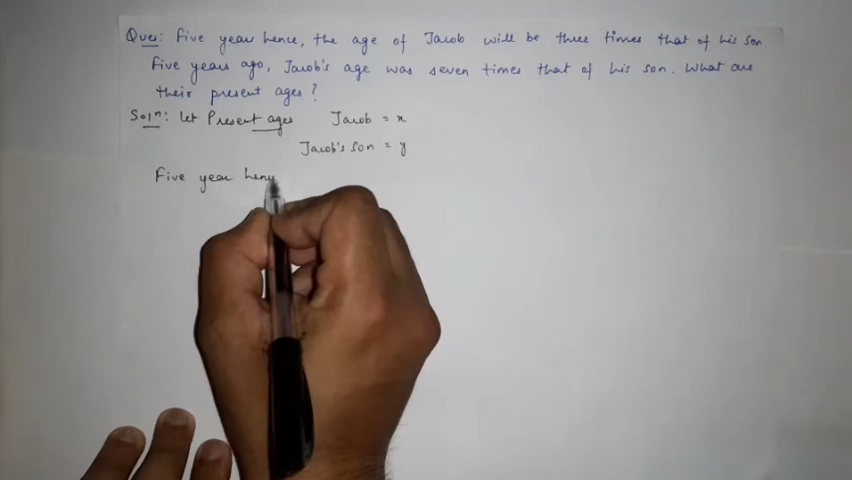 Ques: Five year hence, the age of Jacob will be three times that of his son.
Five years ago, Jacob's age was seven times that of his son. What are
their present ages?
Soln: let Present ages Jacob = x
Jacob's son = y
Five year henc